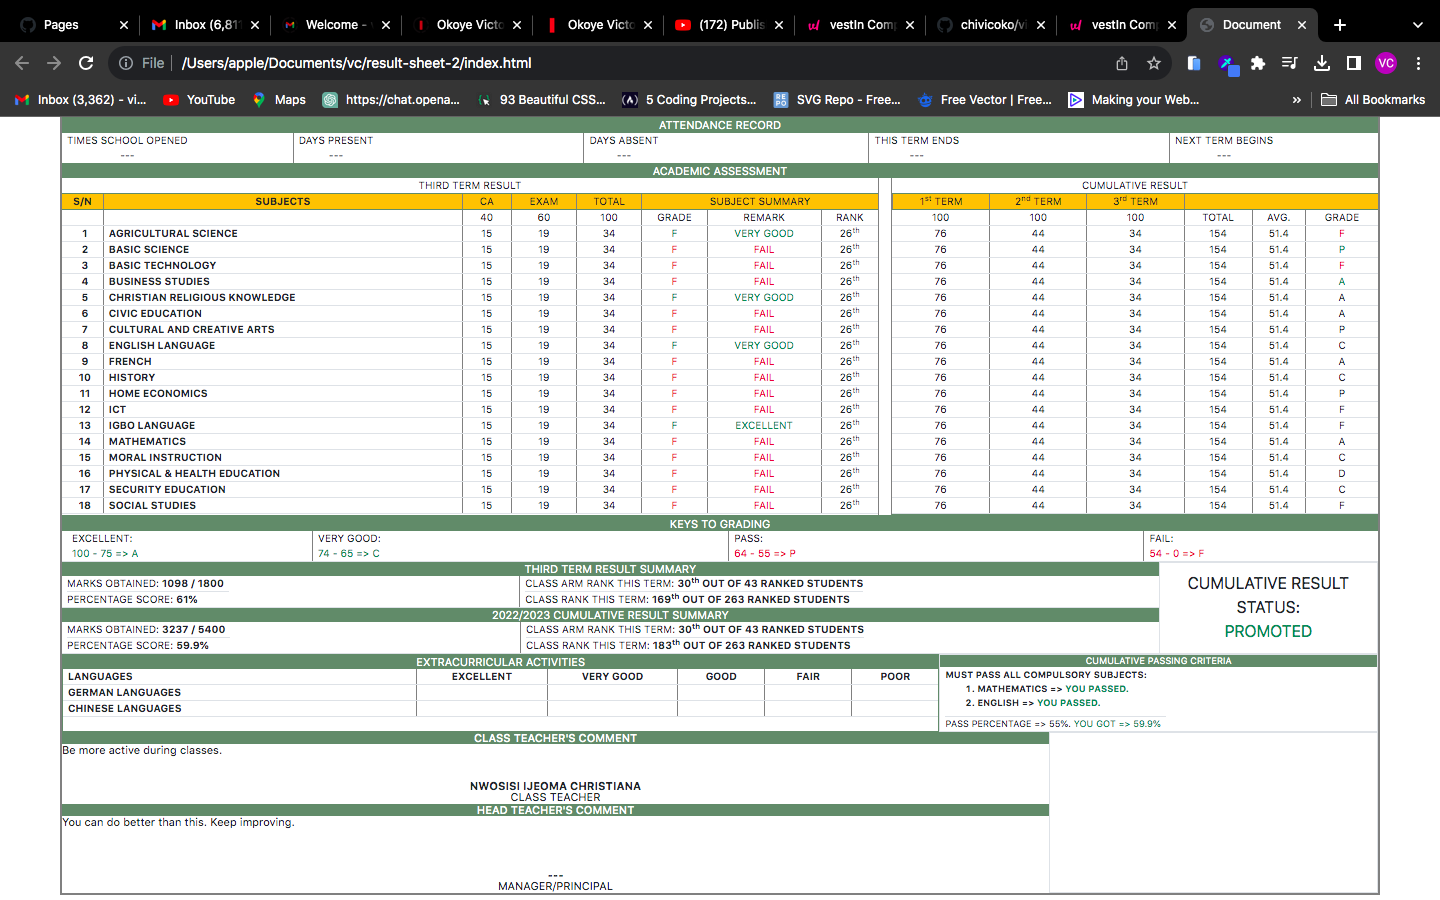 Pages
Inbox (6,81
Welcome -
Okoye Victo
Okoye Victo
(172) Publis
vestIn Com
chivicoko/vi
vestIn Com
Document
File
/Users/apple/Documents/vc/result-sheet-2/index.html
VC
Inbox (3,362) - vi...
YouTube
Maps
https://chat.opena...
93 Beautiful CSS...
5 Coding Projects...
SVG Repo - Free...
Free Vector | Free...
Making your Web...
»
All Bookmarks
ATTENDANCE RECORD
TIMES SCHOOL OPENED DAYS PRESENT DAYS ABSENT THIS TERM ENDS NEXT TERM BEGINS
--- --- --- --- ---
ACADEMIC ASSESSMENT
THIRD TERM RESULT CUMULATIVE RESULT
S/N SUBJECTS CA EXAM TOTAL SUBJECT SUMMARY 1st TERM 2nd TERM 3rd TERM
40 60 100 GRADE REMARK RANK 100 100 100 TOTAL AVG. GRADE
1 AGRICULTURAL SCIENCE 15 19 34 F VERY GOOD 26th 76 44 34 154 51.4 F
2 BASIC SCIENCE 15 19 34 F FAIL 26th 76 44 34 154 51.4 P
3 BASIC TECHNOLOGY 15 19 34 F FAIL 26th 76 44 34 154 51.4 F
4 BUSINESS STUDIES 15 19 34 F FAIL 26th 76 44 34 154 51.4 A
5 CHRISTIAN RELIGIOUS KNOWLEDGE 15 19 34 F VERY GOOD 26th 76 44 34 154 51.4 A
6 CIVIC EDUCATION 15 19 34 F FAIL 26th 76 44 34 154 51.4 A
7 CULTURAL AND CREATIVE ARTS 15 19 34 F FAIL 26th 76 44 34 154 51.4 P
8 ENGLISH LANGUAGE 15 19 34 F VERY GOOD 26th 76 44 34 154 51.4 C
9 FRENCH 15 19 34 F FAIL 26th 76 44 34 154 51.4 A
10 HISTORY 15 19 34 F FAIL 26th 76 44 34 154 51.4 C
11 HOME ECONOMICS 15 19 34 F FAIL 26th 76 44 34 154 51.4 P
12 ICT 15 19 34 F FAIL 26th 76 44 34 154 51.4 F
13 IGBO LANGUAGE 15 19 34 F EXCELLENT 26th 76 44 34 154 51.4 F
14 MATHEMATICS 15 19 34 F FAIL 26th 76 44 34 154 51.4 A
15 MORAL INSTRUCTION 15 19 34 F FAIL 26th 76 44 34 154 51.4 C
16 PHYSICAL & HEALTH EDUCATION 15 19 34 F FAIL 26th 76 44 34 154 51.4 D
17 SECURITY EDUCATION 15 19 34 F FAIL 26th 76 44 34 154 51.4 C
18 SOCIAL STUDIES 15 19 34 F FAIL 26th 76 44 34 154 51.4 F
KEYS TO GRADING
EXCELLENT: VERY GOOD: PASS: FAIL:
100 - 75 => A 74 - 65 => C 64 - 55 => P 54 - 0 => F
THIRD TERM RESULT SUMMARY
MARKS OBTAINED: 1098 / 1800 CLASS ARM RANK THIS TERM: 30th OUT OF 43 RANKED STUDENTS
PERCENTAGE SCORE: 61% CLASS RANK THIS TERM: 169th OUT OF 263 RANKED STUDENTS
2022/2023 CUMULATIVE RESULT SUMMARY
MARKS OBTAINED: 3237 / 5400 CLASS ARM RANK THIS TERM: 30th OUT OF 43 RANKED STUDENTS
PERCENTAGE SCORE: 59.9% CLASS RANK THIS TERM: 183th OUT OF 263 RANKED STUDENTS
CUMULATIVE RESULT
STATUS:
PROMOTED
EXTRACURRICULAR ACTIVITIES
LANGUAGES EXCELLENT VERY GOOD GOOD FAIR POOR
GERMAN LANGUAGES
CHINESE LANGUAGES
CUMULATIVE PASSING CRITERIA
MUST PASS ALL COMPULSORY SUBJECTS:
1. MATHEMATICS => YOU PASSED.
2. ENGLISH => YOU PASSED.
PASS PERCENTAGE => 55%. YOU GOT => 59.9%
CLASS TEACHER'S COMMENT
Be more active during classes.
NWOSISI IJEOMA CHRISTIANA
CLASS TEACHER
HEAD TEACHER'S COMMENT
You can do better than this. Keep improving.
---
MANAGER/PRINCIPAL